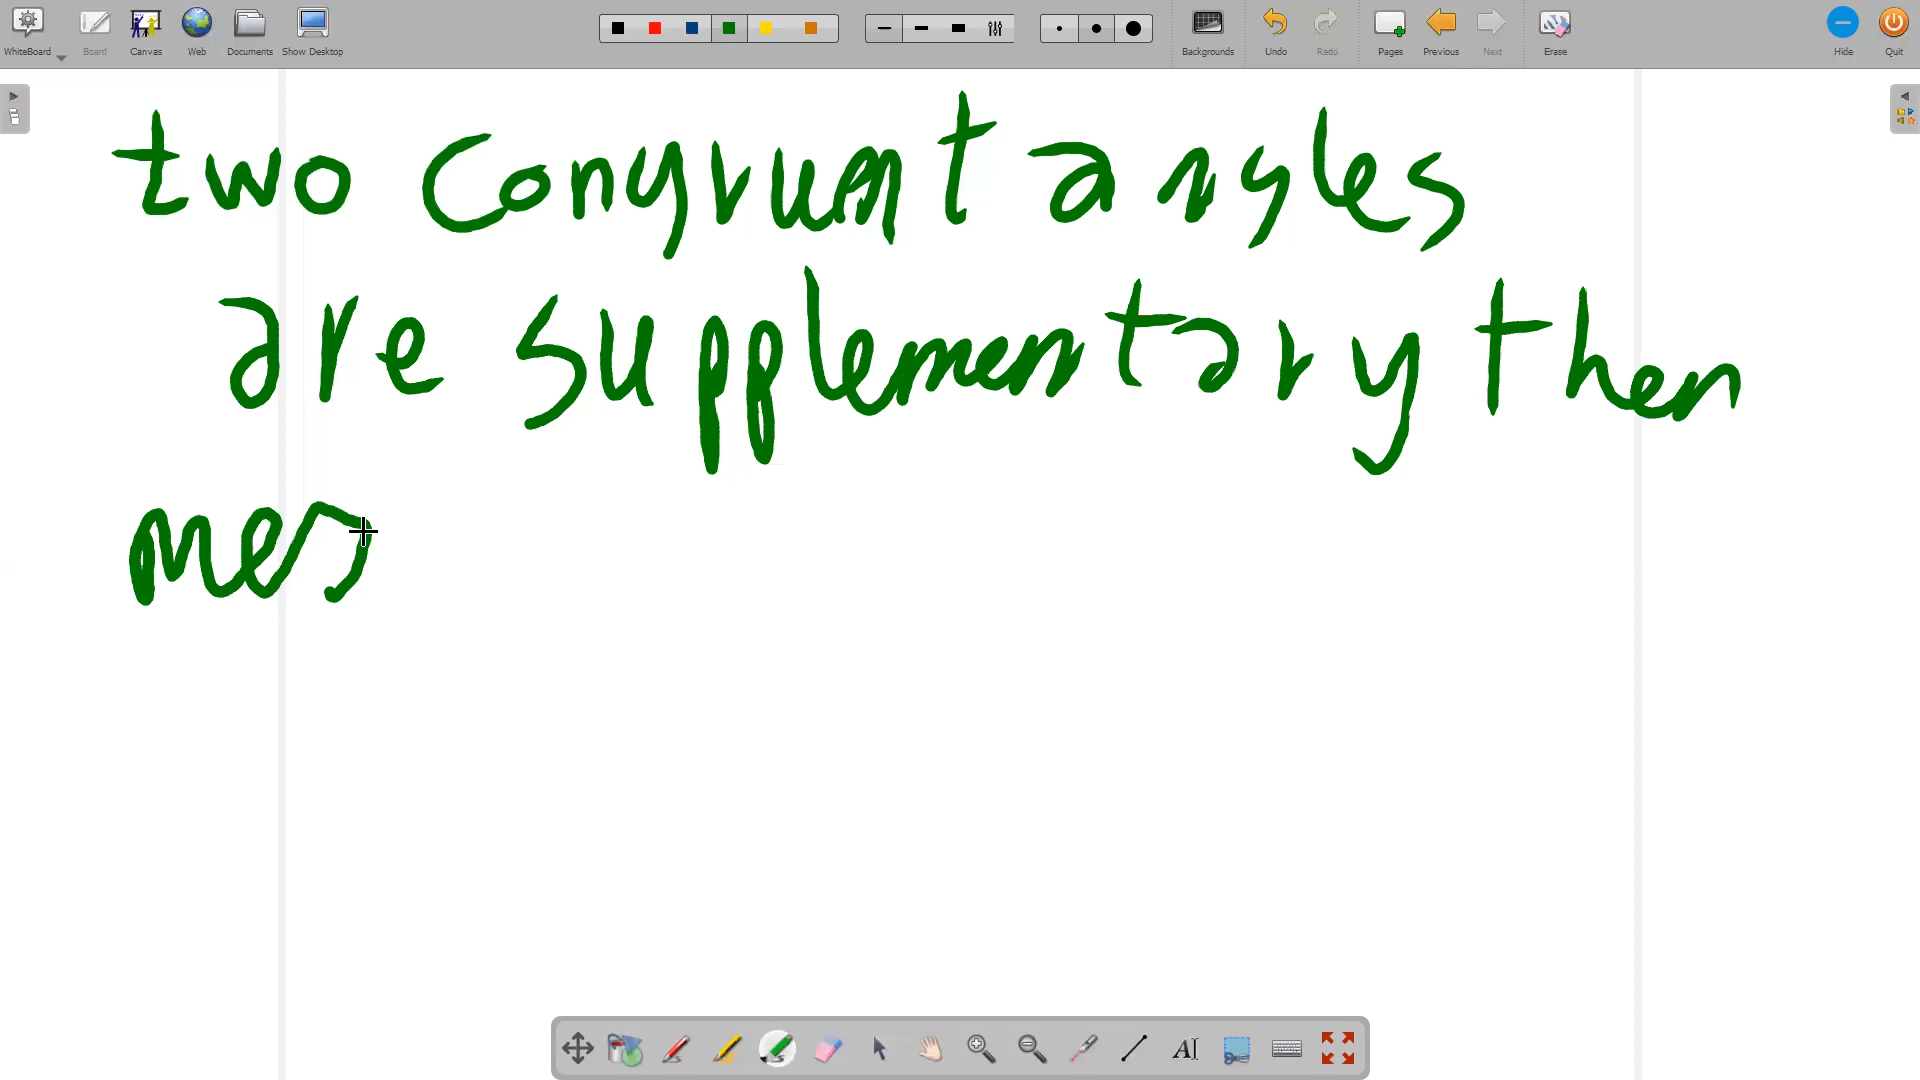 WhiteBoard Board Canvas Web Documents Show Desktop Backgrounds Undo Redo Pages Previous Next Erase Hide Quit
two congruent angles
are supplementary then
mes